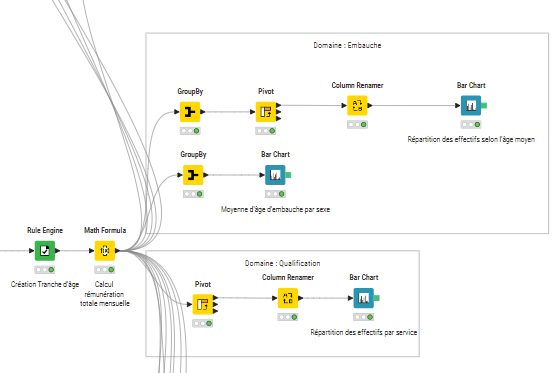 Domaine : Embauche
GroupBy
Pivot
Column Renamer
Bar Chart
Répartition des effectifs selon l'âge moyen
GroupBy
Bar Chart
Moyenne d'âge d'embauche par sexe
Rule Engine
Math Formula
Création Tranche d'âge
Calcul
rémunération
totale mensuelle
Domaine : Qualification
Pivot
Column Renamer
Bar Chart
Répartition des effectifs par service